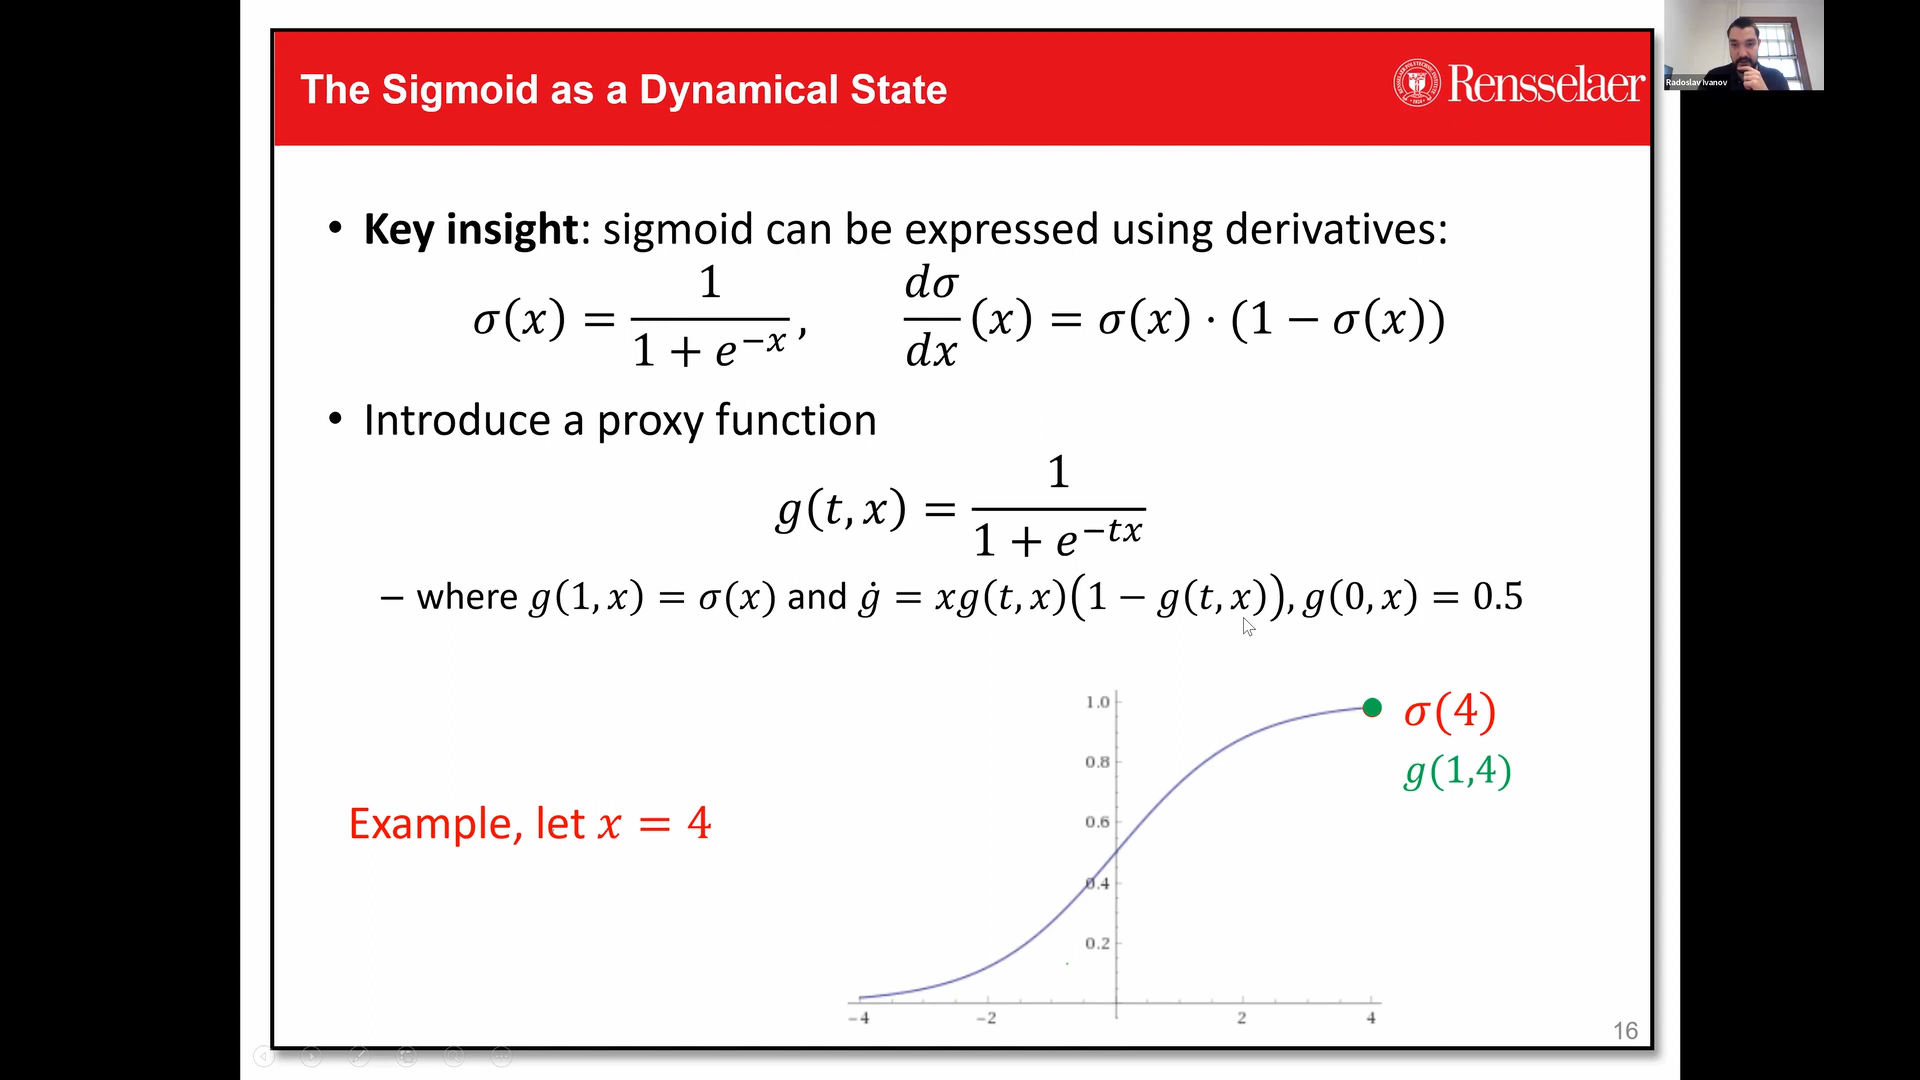 The Sigmoid as a Dynamical State
Rensselaer
Radoslav Ivanov
• Key insight: sigmoid can be expressed using derivatives:
σ(x) = 1 / (1 + e^{−x}),    dσ/dx (x) = σ(x) · (1 − σ(x))
• Introduce a proxy function
g(t, x) = 1 / (1 + e^{−tx})
– where g(1, x) = σ(x) and ġ = xg(t, x)(1 − g(t, x)), g(0, x) = 0.5
Example, let x = 4
σ(4)
g(1,4)
1.0
0.8
0.6
0.4
0.2
−4 −2 2 4
16